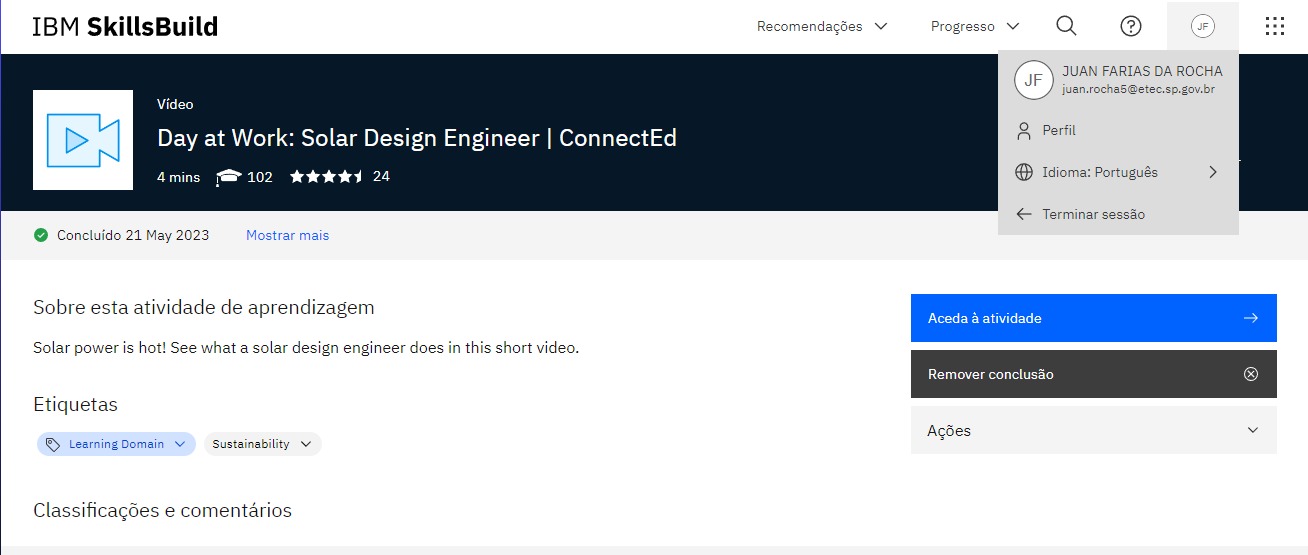 IBM SkillsBuild
Recomendações
Progresso
JF
JF
JUAN FARIAS DA ROCHA
juan.rocha5@etec.sp.gov.br
Perfil
Idioma: Português
Terminar sessão
Vídeo
Day at Work: Solar Design Engineer | ConnectEd
4 mins 102 24
Concluído 21 May 2023 Mostrar mais
Sobre esta atividade de aprendizagem
Solar power is hot! See what a solar design engineer does in this short video.
Etiquetas
Learning Domain Sustainability
Classificações e comentários
Aceda à atividade
Remover conclusão
Ações